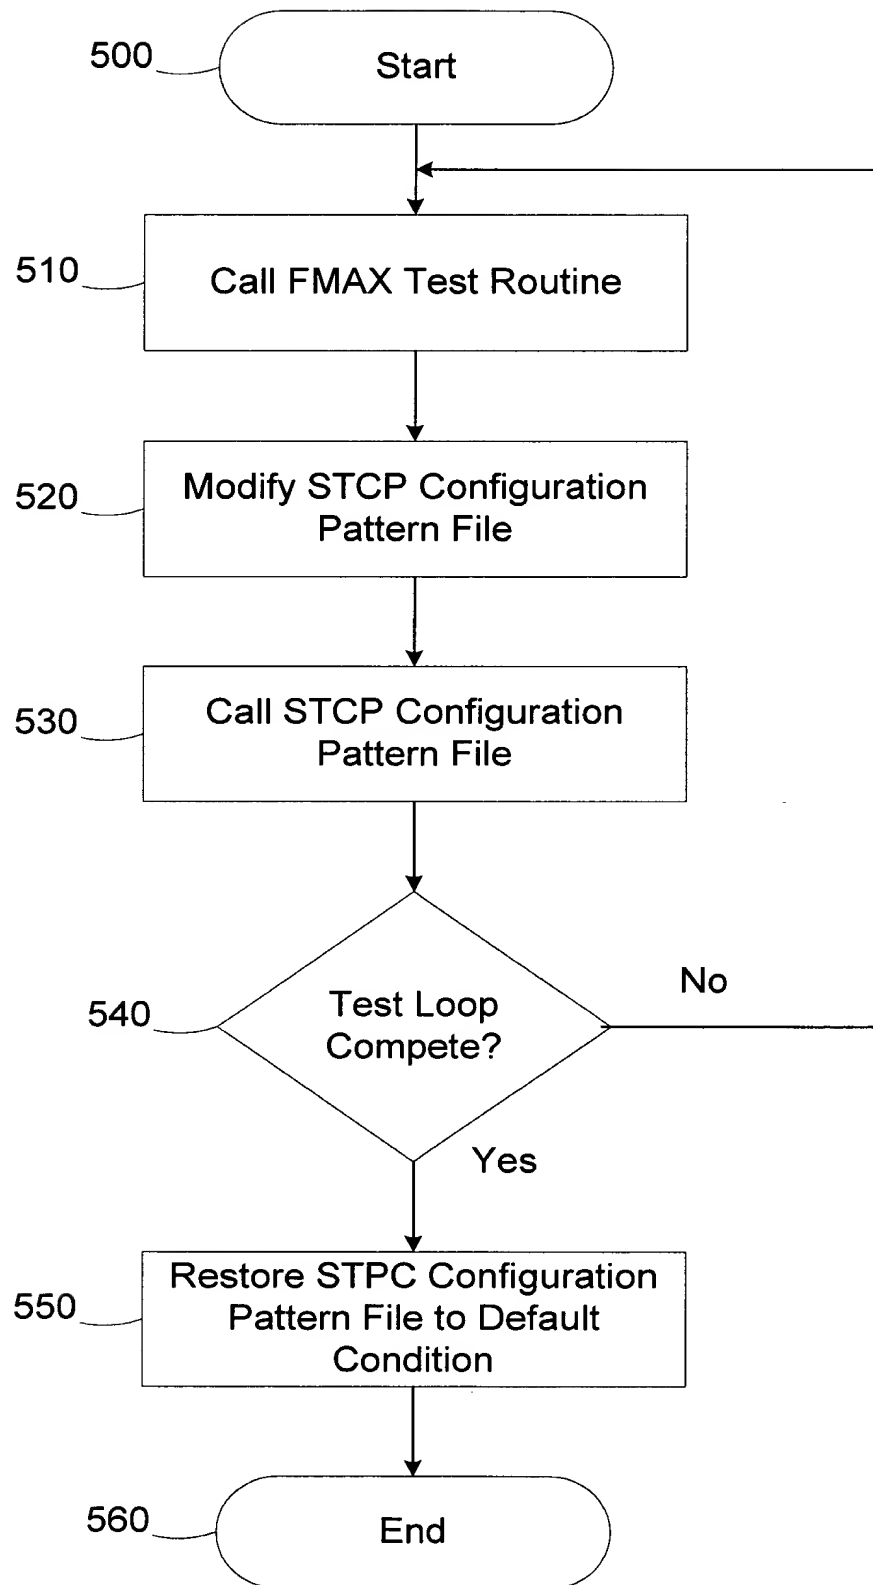 500
Start
510
Call FMAX Test Routine
520
Modify STCP Configuration
Pattern File
530
Call STCP Configuration
Pattern File
540
Test Loop
Compete?
No
Yes
550
Restore STPC Configuration
Pattern File to Default
Condition
560
End